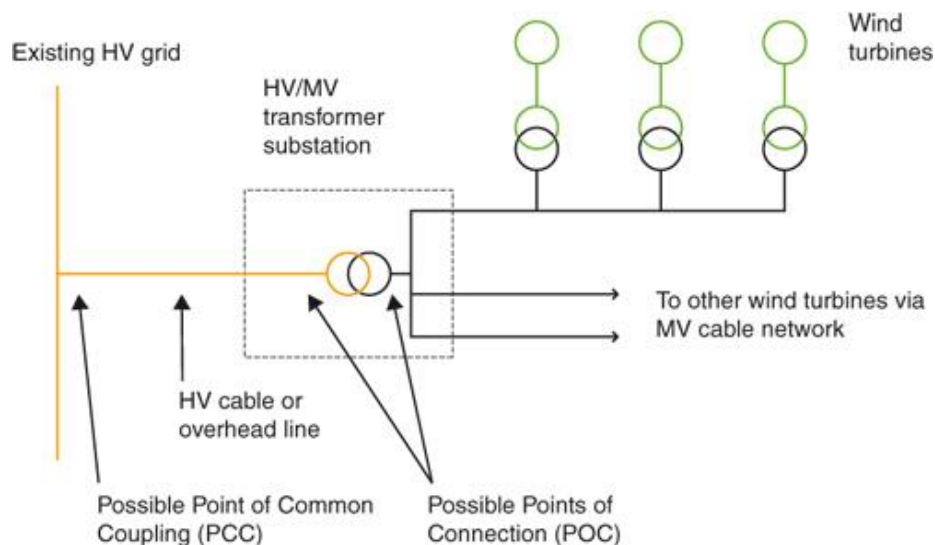 Existing HV grid
HV/MV
transformer
substation
Wind
turbines
To other wind turbines via
MV cable network
HV cable or
overhead line
Possible Point of Common
Coupling (PCC)
Possible Points of
Connection (POC)